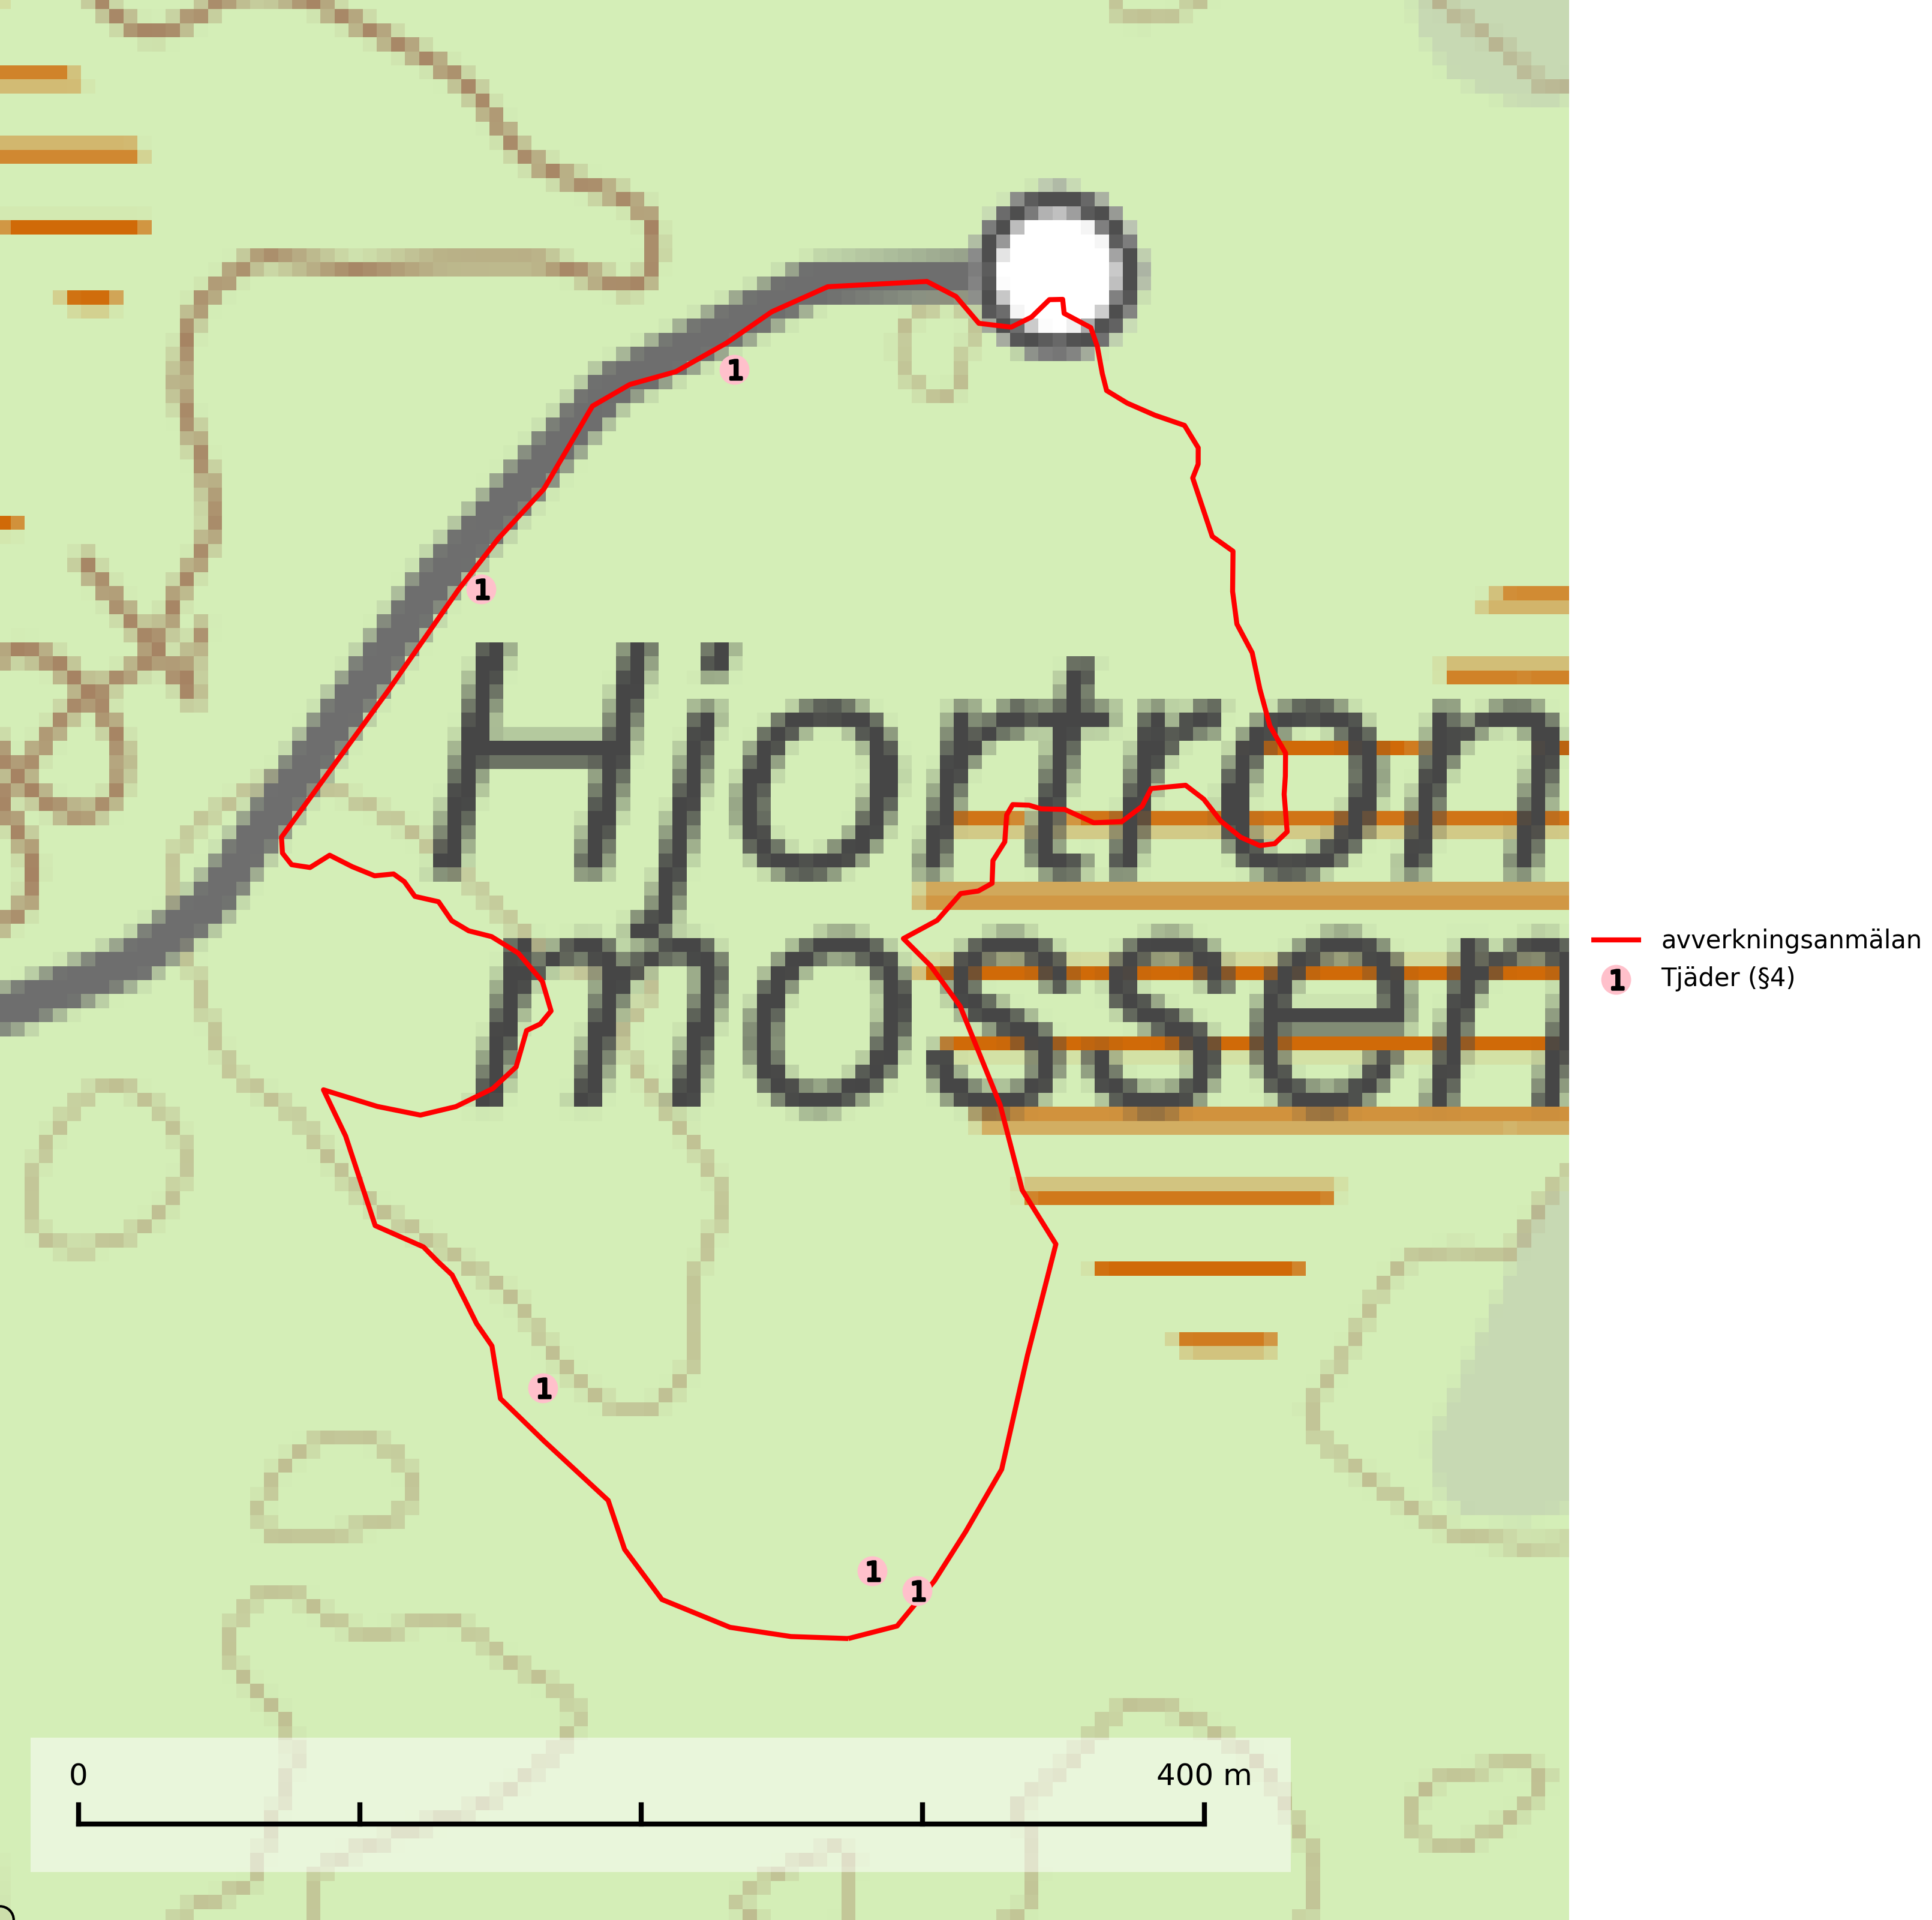 1
1
Hjortron
mossen
avverkningsanmälan
1 Tjäder (§4)
1
1
1
0 400 m